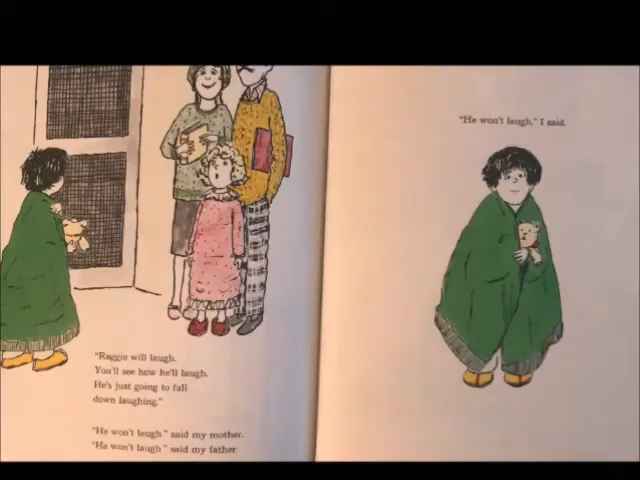 "Raggie will laugh.
You'll see how he'll laugh.
He's just going to fall
down laughing."
"He won't laugh" said my mother.
"He won't laugh" said my father
"He won't laugh," I said.